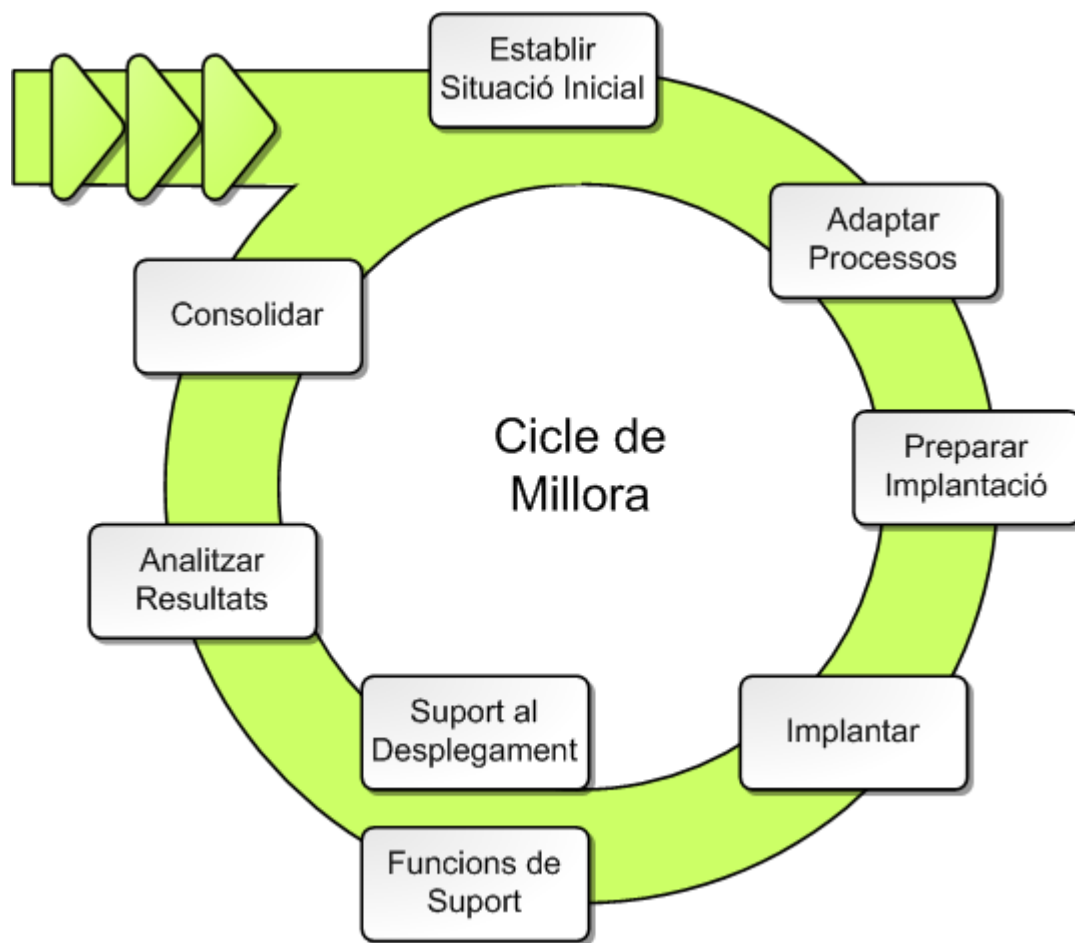 Establir
Situació Inicial
Adaptar
Processos
Consolidar
Cicle de
Millora
Preparar
Implantació
Analitzar
Resultats
Suport al
Desplegament
Implantar
Funcions de
Suport